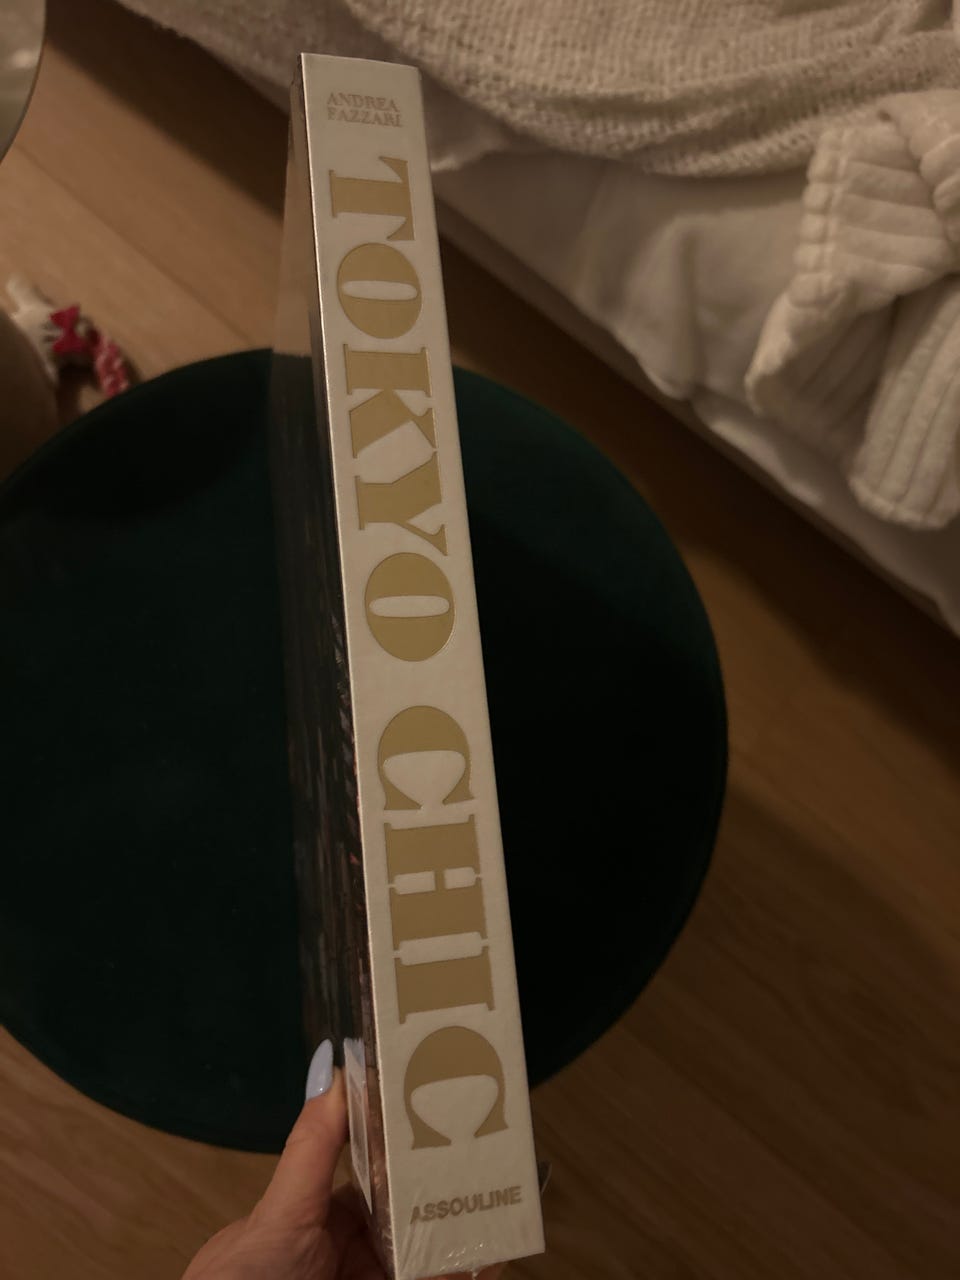 ANDREA
FAZZARI
TOKYO CHIC
ASSOULINE